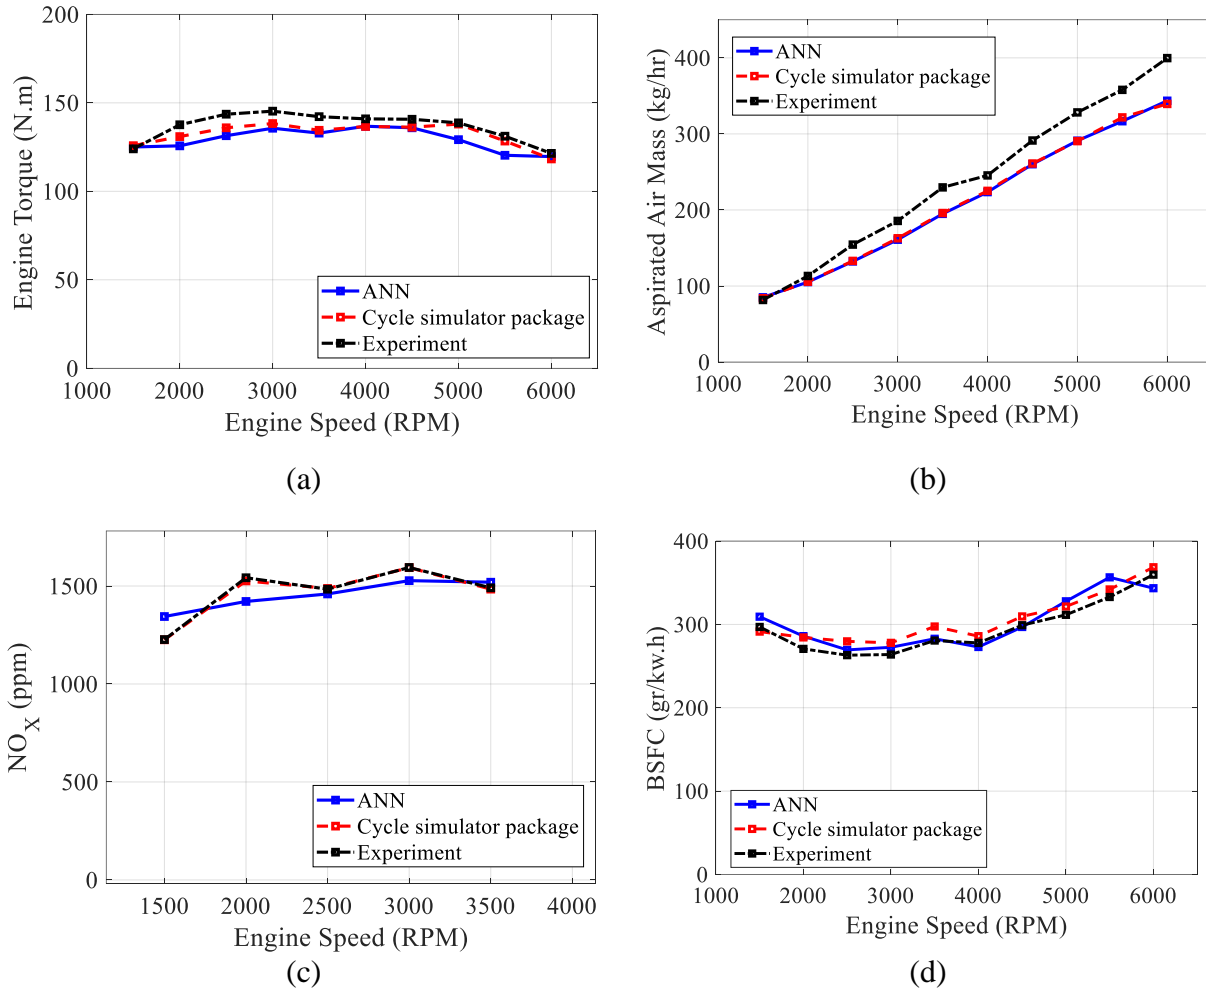 200
150
100
50
0
1000 2000 3000 4000 5000 6000
Engine Torque (N.m)
Engine Speed (RPM)
ANN
Cycle simulator package
Experiment
(a)
400
300
200
100
0
1000 2000 3000 4000 5000 6000
Aspirated Air Mass (kg/hr)
Engine Speed (RPM)
ANN
Cycle simulator package
Experiment
(b)
1500
1000
500
0
1500 2000 2500 3000 3500 4000
NOX (ppm)
Engine Speed (RPM)
ANN
Cycle simulator package
Experiment
(c)
400
300
200
100
0
1000 2000 3000 4000 5000 6000
BSFC (gr/kw.h)
Engine Speed (RPM)
ANN
Cycle simulator package
Experiment
(d)